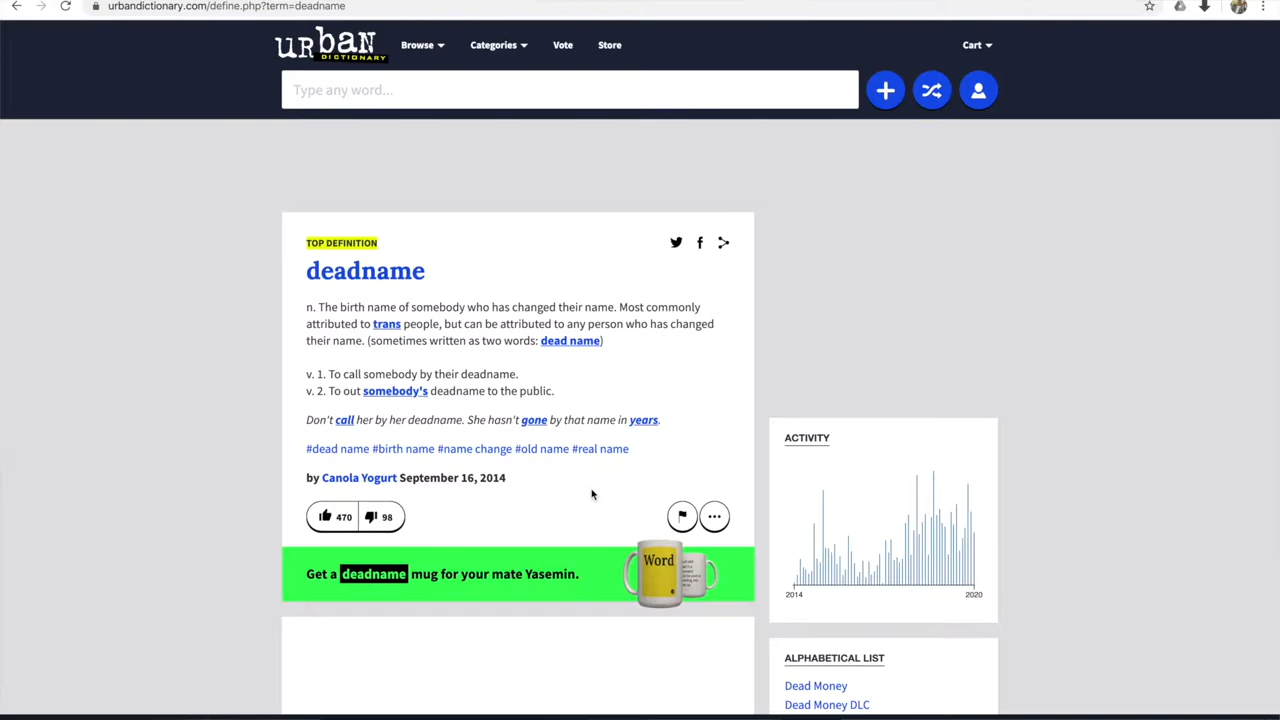 urbandictionary.com/define.php?term=deadname
urban
DICTIONARY
Browse
Categories
Vote
Store
Cart
Type any word...
TOP DEFINITION
deadname
n. The birth name of somebody who has changed their name. Most commonly
attributed to trans people, but can be attributed to any person who has changed
their name. (sometimes written as two words: dead name)
v. 1. To call somebody by their deadname.
v. 2. To out somebody's deadname to the public.
Don't call her by her deadname. She hasn't gone by that name in years.
#dead name #birth name #name change #old name #real name
by Canola Yogurt September 16, 2014
470 98
Get a deadname mug for your mate Yasemin.
Word
ACTIVITY
2014 2020
ALPHABETICAL LIST
Dead Money
Dead Money DLC